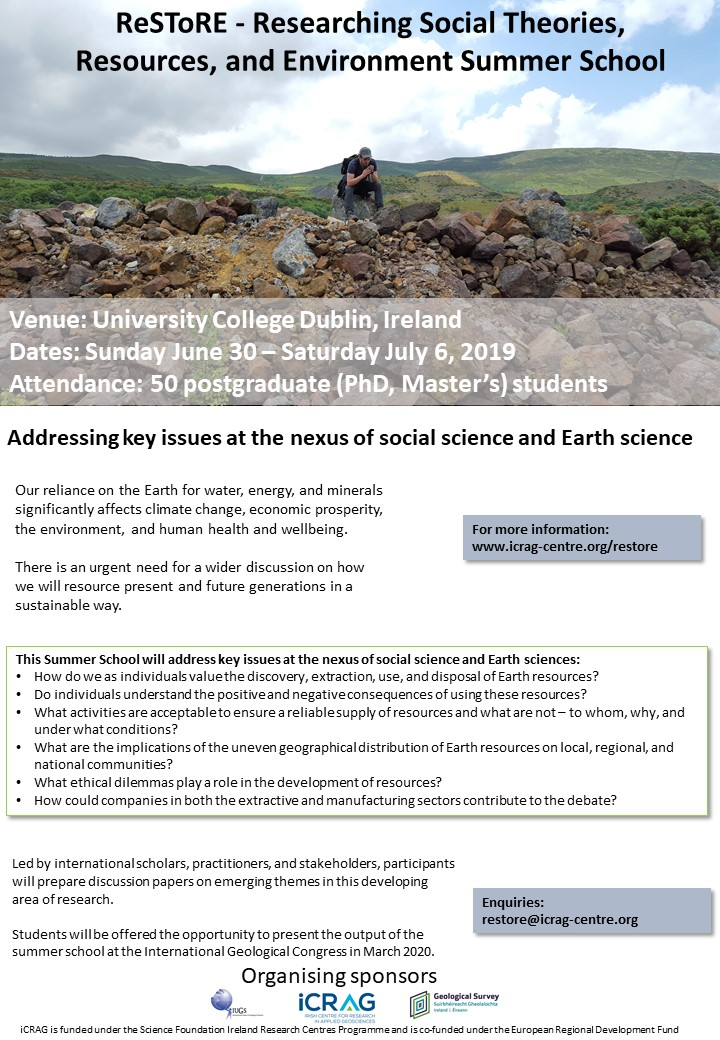 ReSToRE - Researching Social Theories,
Resources, and Environment Summer School
Venue: University College Dublin, Ireland
Dates: Sunday June 30 – Saturday July 6, 2019
Attendance: 50 postgraduate (PhD, Master's) students
Addressing key issues at the nexus of social science and Earth science
Our reliance on the Earth for water, energy, and minerals
significantly affects climate change, economic prosperity,
the environment, and human health and wellbeing.
There is an urgent need for a wider discussion on how
we will resource present and future generations in a
sustainable way.
For more information:
www.icrag-centre.org/restore
This Summer School will address key issues at the nexus of social science and Earth sciences:
• How do we as individuals value the discovery, extraction, use, and disposal of Earth resources?
• Do individuals understand the positive and negative consequences of using these resources?
• What activities are acceptable to ensure a reliable supply of resources and what are not – to whom, why, and
under what conditions?
• What are the implications of the uneven geographical distribution of Earth resources on local, regional, and
national communities?
• What ethical dilemmas play a role in the development of resources?
• How could companies in both the extractive and manufacturing sectors contribute to the debate?
Led by international scholars, practitioners, and stakeholders, participants
will prepare discussion papers on emerging themes in this developing
area of research.
Students will be offered the opportunity to present the output of the
summer school at the International Geological Congress in March 2020.
Enquiries:
restore@icrag-centre.org
Organising sponsors
IUGS
iCRAG
IRISH CENTRE FOR RESEARCH
IN APPLIED GEOSCIENCES
Geological Survey
Suirbhéireacht Gheolaíochta
Ireland | Éireann
iCRAG is funded under the Science Foundation Ireland Research Centres Programme and is co-funded under the European Regional Development Fund